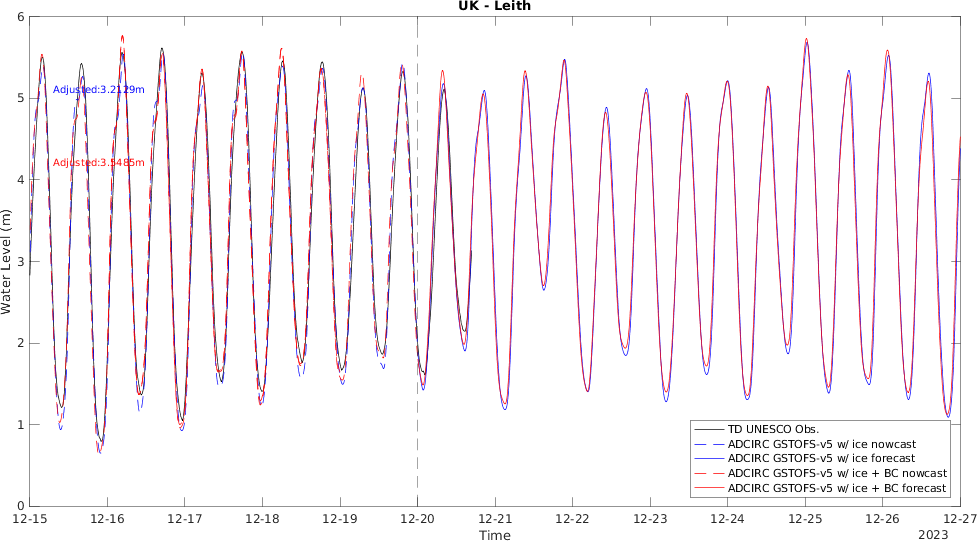 UK - Leith
6
5
4
3
2
1
0
Water Level (m)
Adjusted:3.2129m
Adjusted:3.5485m
TD UNESCO Obs.
ADCIRC GSTOFS-v5 w/ ice nowcast
ADCIRC GSTOFS-v5 w/ ice forecast
ADCIRC GSTOFS-v5 w/ ice + BC nowcast
ADCIRC GSTOFS-v5 w/ ice + BC forecast
12-15 12-16 12-17 12-18 12-19 12-20 12-21 12-22 12-23 12-24 12-25 12-26 12-27
Time
2023